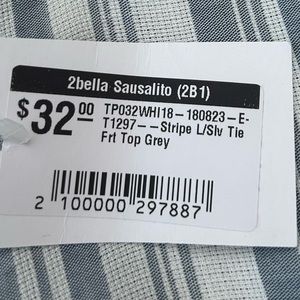 2bella Sausalito (2B1)
$32.00 TP032WHI18-180823-E-
T1297--Stripe L/Slv Tie
Frt Top Grey
2 100000 297887